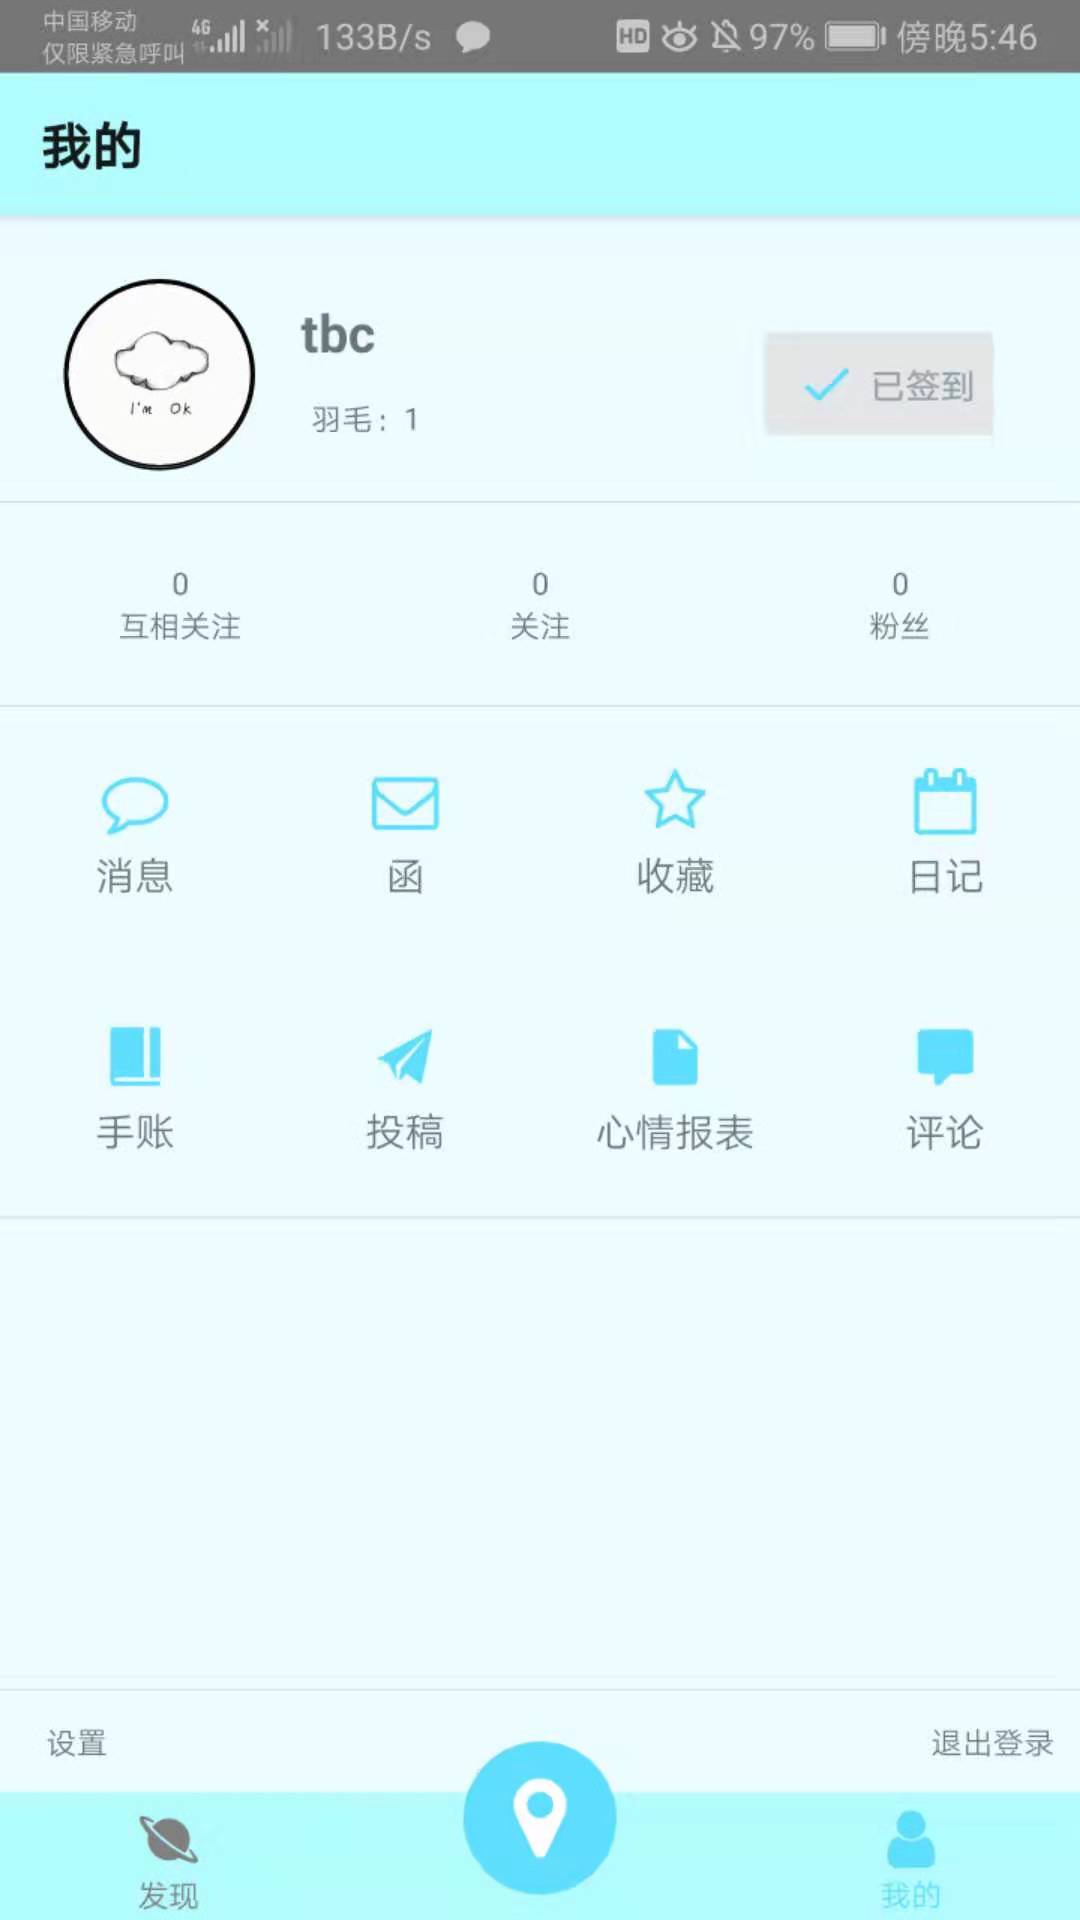 中国移动
仅限紧急呼叫
4G
133B/s
HD
97%
傍晚5:46
我的
I'm Ok
tbc
羽毛：1
已签到
0 0 0
互相关注 关注 粉丝
消息 函 收藏 日记
手账 投稿 心情报表 评论
设置 退出登录
发现 我的